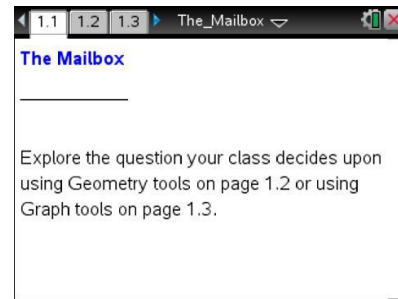 1.1 1.2 1.3 The_Mailbox
The Mailbox
Explore the question your class decides upon
using Geometry tools on page 1.2 or using
Graph tools on page 1.3.